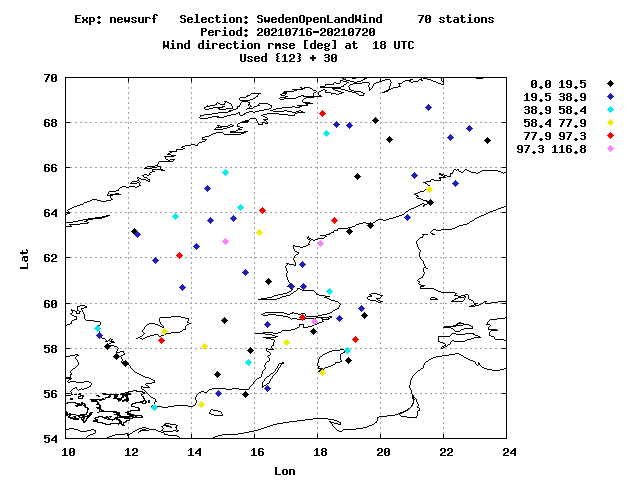 Exp: newsurf Selection: SwedenOpenLandWind 70 stations
Period: 20210716-20210720
Wind direction rmse [deg] at 18 UTC
Used {12} + 30
0.0 19.5
19.5 38.9
38.9 58.4
58.4 77.9
77.9 97.3
97.3 116.8
70
68
66
64
62
60
58
56
54
Lat
10 12 14 16 18 20 22 24
Lon